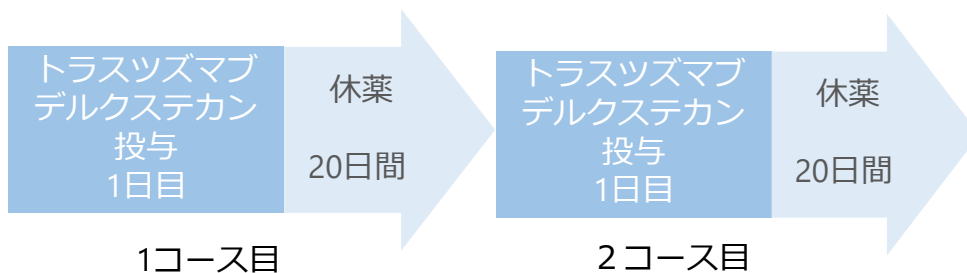 トラスツズマブ
デルクステカン
投与
1日目
休薬
20日間
1コース目
トラスツズマブ
デルクステカン
投与
1日目
休薬
20日間
２コース目